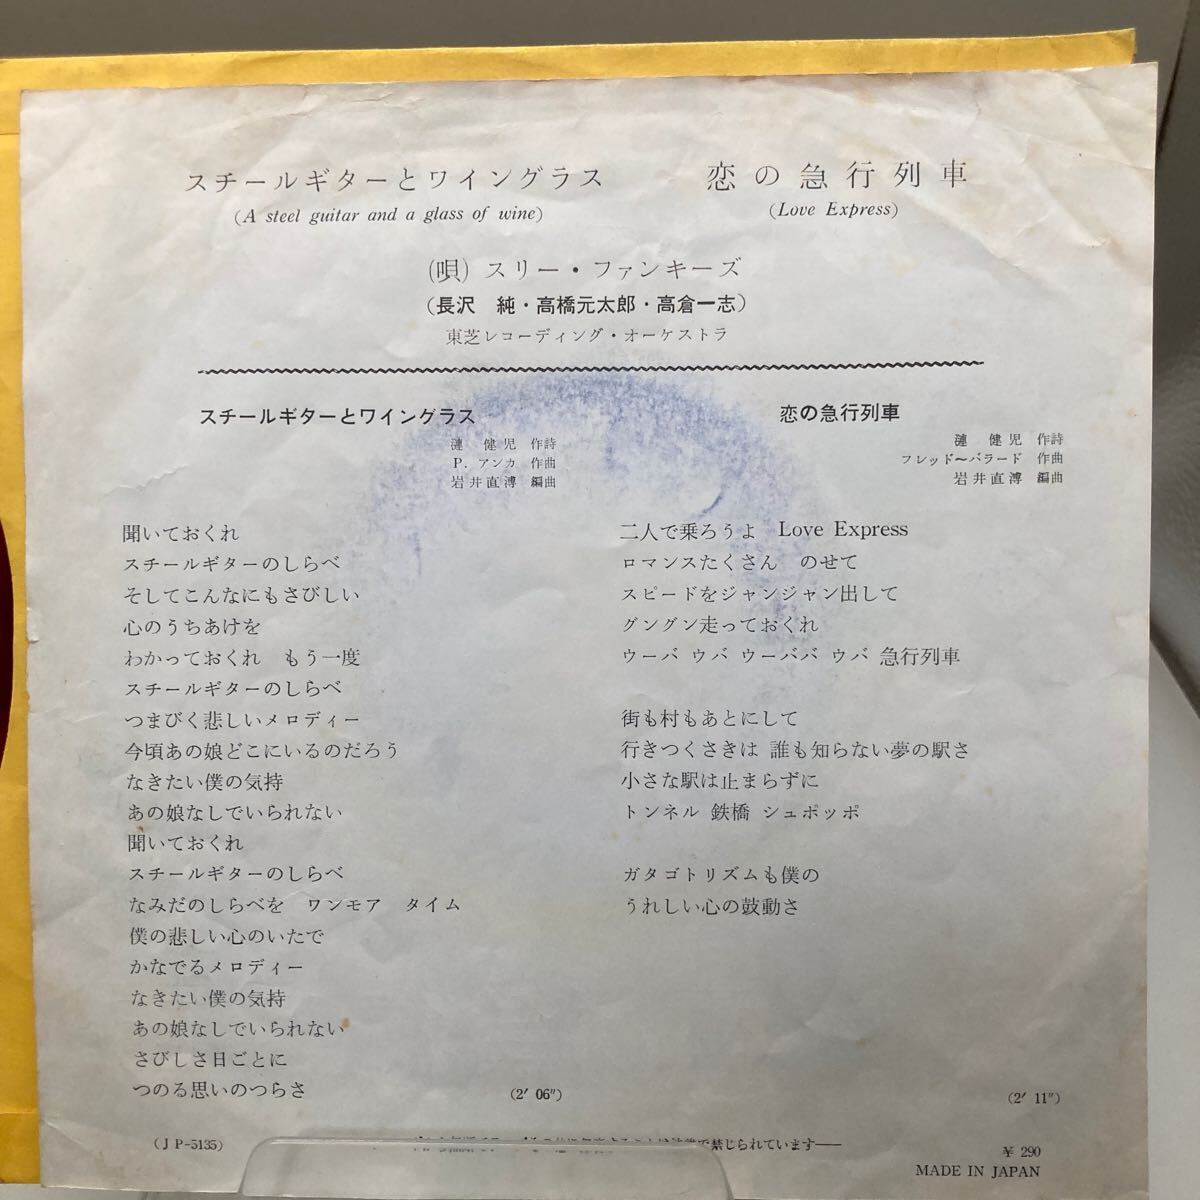 スチールギターとワイングラス
(A steel guitar and a glass of wine)
恋の急行列車
(Love Express)
(唄) スリー・ファンキーズ
(長沢 純・高橋元太郎・高倉一志)
東芝レコーディング・オーケストラ
スチールギターとワイングラス
漣 健児 作詩
P. アンカ 作曲
岩井直溥 編曲
聞いておくれ
スチールギターのしらべ
そしてこんなにもさびしい
心のうちあけを
わかっておくれ もう一度
スチールギターのしらべ
つまびく悲しいメロディー
今頃あの娘どこにいるのだろう
なきたい僕の気持
あの娘なしでいられない
聞いておくれ
スチールギターのしらべ
なみだのしらべを ワンモア タイム
僕の悲しい心のいたで
かなでるメロディー
なきたい僕の気持
あの娘なしでいられない
さびしさ日ごとに
つのる思いのつらさ
(2′ 06″)
恋の急行列車
漣 健児 作詩
フレッド〜バラード 作曲
岩井直溥 編曲
二人で乗ろうよ Love Express
ロマンスたくさん のせて
スピードをジャンジャン出して
グングン走っておくれ
ウーバ ウバ ウーババ ウバ 急行列車
街も村もあとにして
行きつくさきは 誰も知らない夢の駅さ
小さな駅は止まらずに
トンネル 鉄橋 シュポッポ
ガタゴトリズムも僕の
うれしい心の鼓動さ
(2′ 11″)
(JP-5135)
で禁じられています——
¥ 290
MADE IN JAPAN